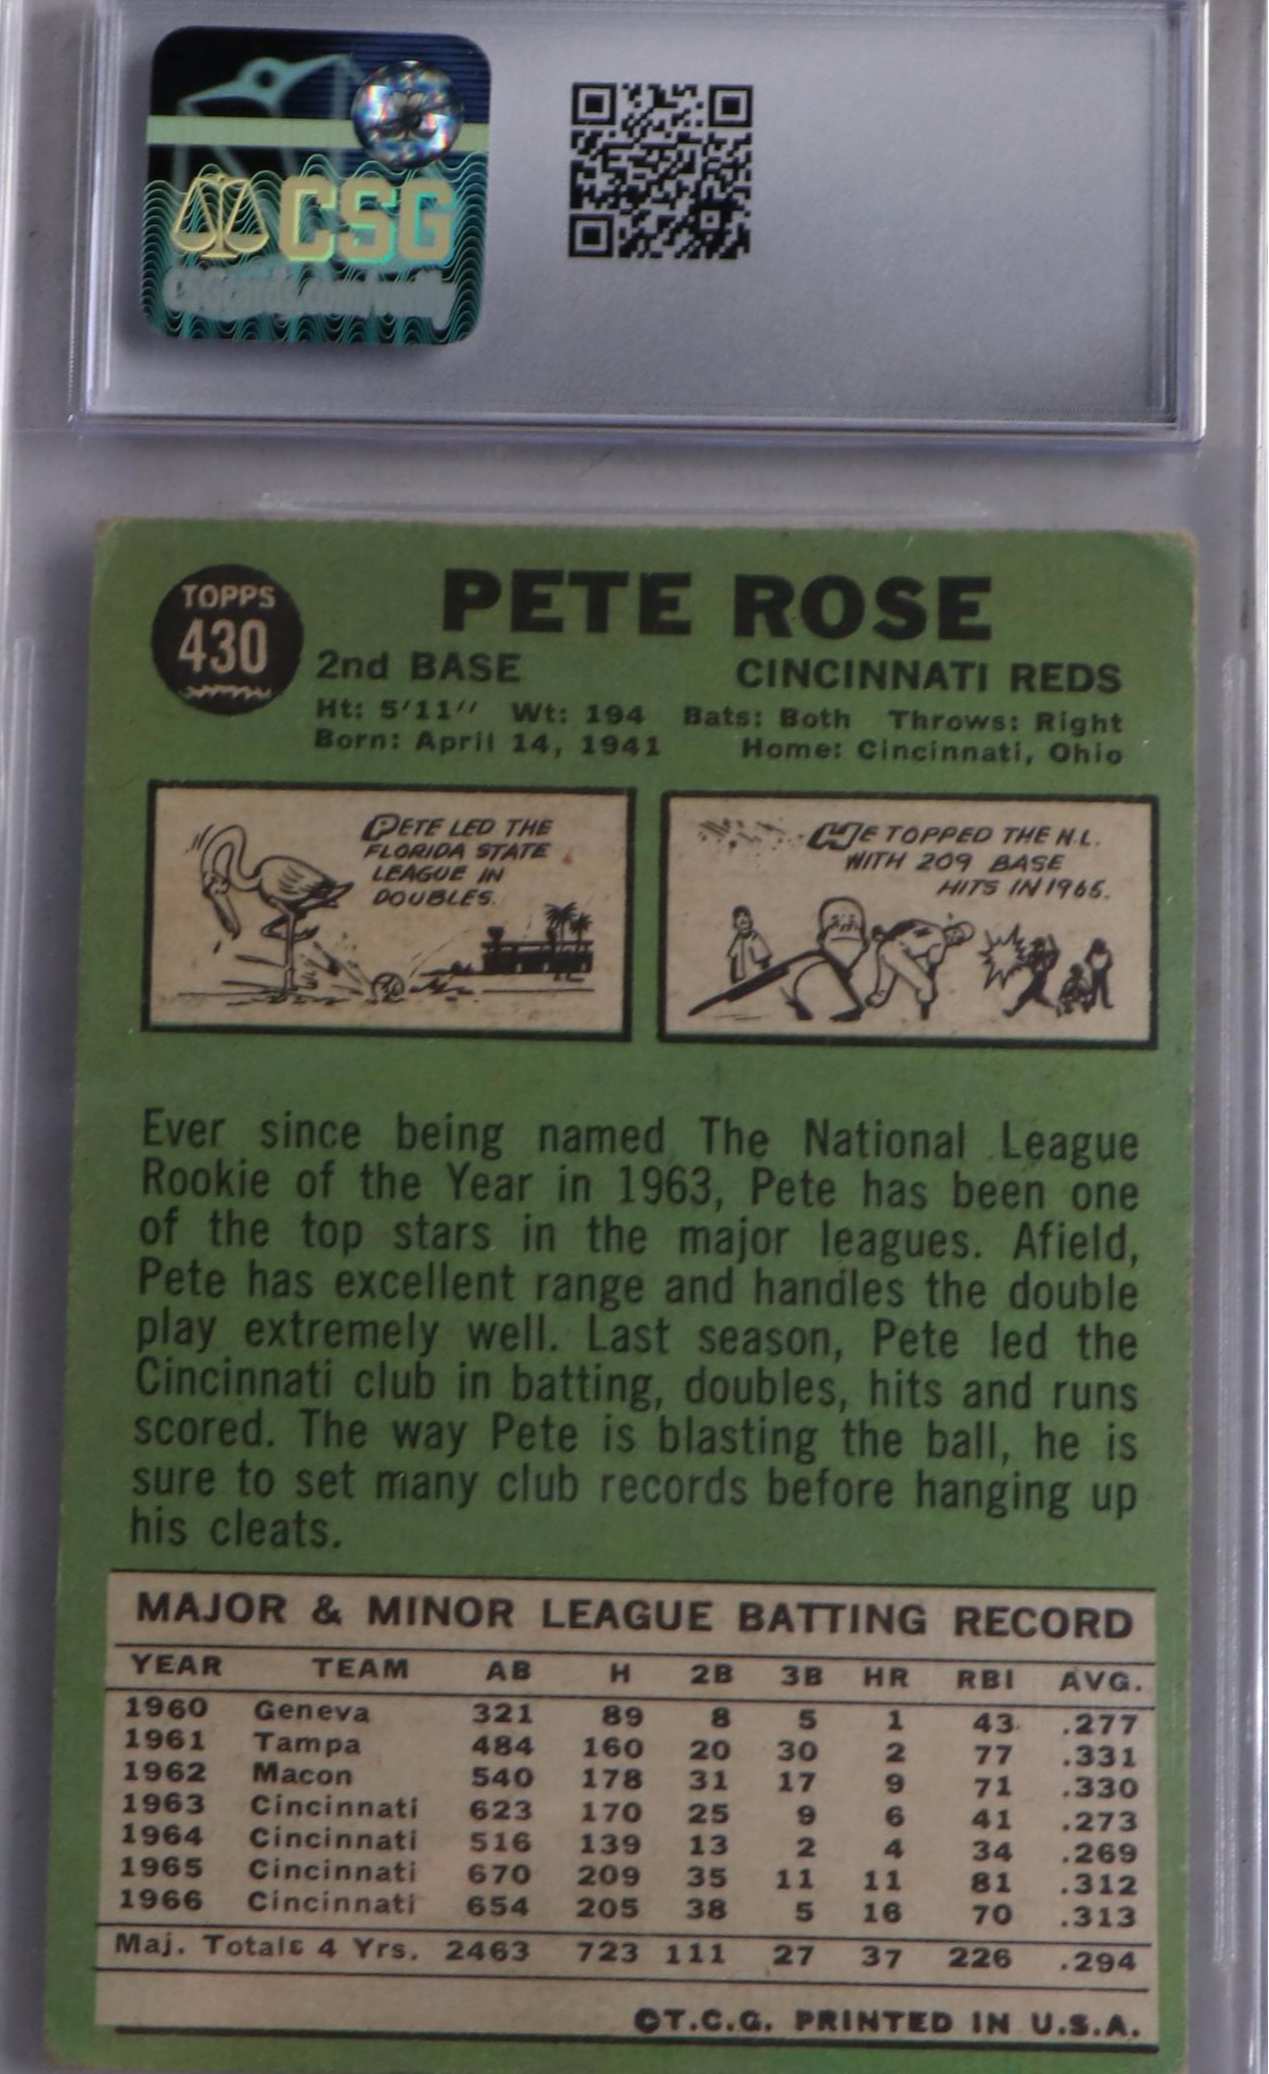 CSG
CSGcards.com/verify
TOPPS
430
PETE ROSE
2nd BASE CINCINNATI REDS
Ht: 5'11" Wt: 194 Bats: Both Throws: Right
Born: April 14, 1941 Home: Cincinnati, Ohio
PETE LED THE
FLORIDA STATE
LEAGUE IN
DOUBLES.
HE TOPPED THE N.L.
WITH 209 BASE
HITS IN 1965.
Ever since being named The National League
Rookie of the Year in 1963, Pete has been one
of the top stars in the major leagues. Afield,
Pete has excellent range and handles the double
play extremely well. Last season, Pete led the
Cincinnati club in batting, doubles, hits and runs
scored. The way Pete is blasting the ball, he is
sure to set many club records before hanging up
his cleats.
MAJOR & MINOR LEAGUE BATTING RECORD
YEAR TEAM AB H 2B 3B HR RBI AVG.
1960 Geneva 321 89 8 5 1 43 .277
1961 Tampa 484 160 20 30 2 77 .331
1962 Macon 540 178 31 17 9 71 .330
1963 Cincinnati 623 170 25 9 6 41 .273
1964 Cincinnati 516 139 13 2 4 34 .269
1965 Cincinnati 670 209 35 11 11 81 .312
1966 Cincinnati 654 205 38 5 16 70 .313
Maj. Totals 4 Yrs. 2463 723 111 27 37 226 .294
©T.C.G. PRINTED IN U.S.A.